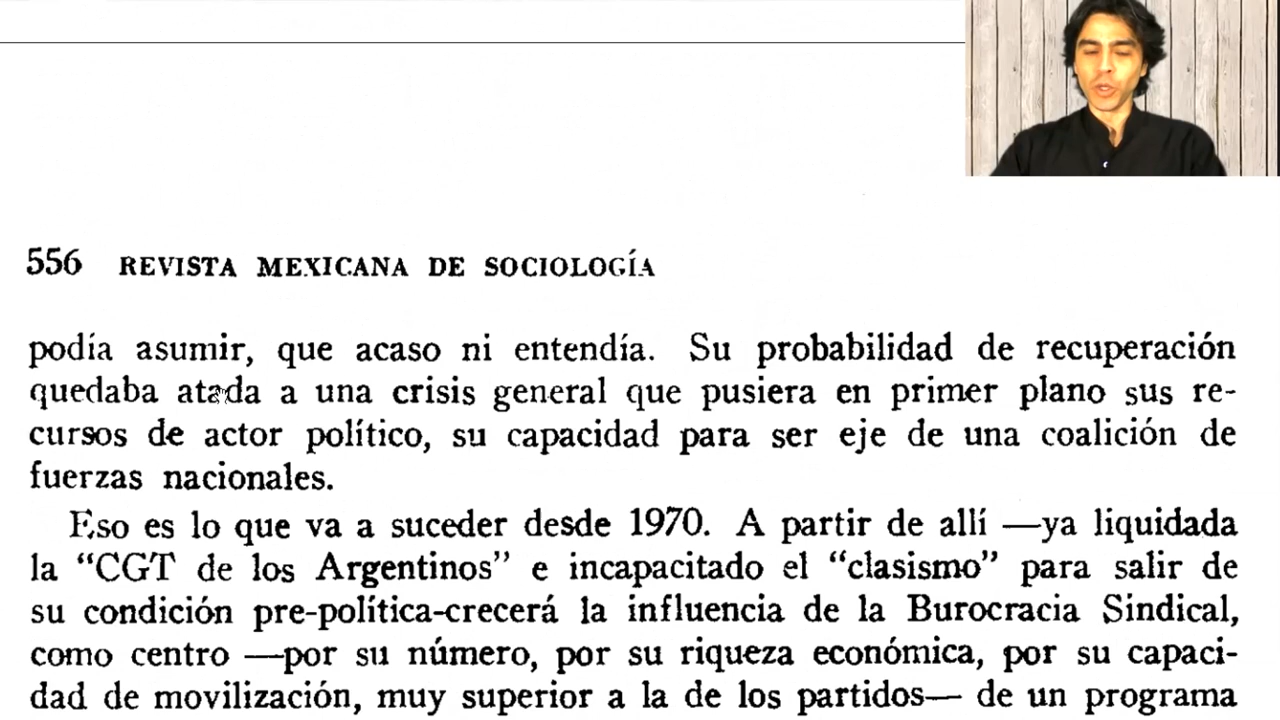 556 REVISTA MEXICANA DE SOCIOLOGÍA
podía asumir, que acaso ni entendía. Su probabilidad de recuperación
quedaba atada a una crisis general que pusiera en primer plano sus re-
cursos de actor político, su capacidad para ser eje de una coalición de
fuerzas nacionales.
Eso es lo que va a suceder desde 1970. A partir de allí —ya liquidada
la “CGT de los Argentinos” e incapacitado el “clasismo” para salir de
su condición pre-política-crecerá la influencia de la Burocracia Sindical,
como centro —por su número, por su riqueza económica, por su capaci-
dad de movilización, muy superior a la de los partidos— de un programa